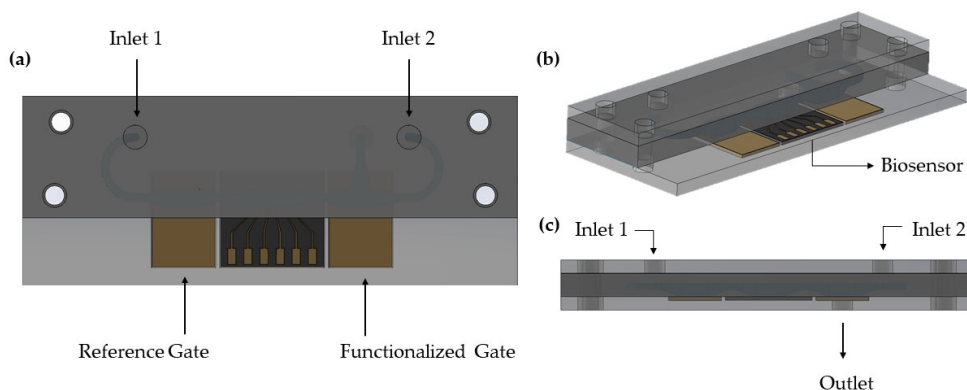 Inlet 1
Inlet 2
(a)
Reference Gate
Functionalized Gate
(b)
Biosensor
(c)
Inlet 1
Inlet 2
Outlet